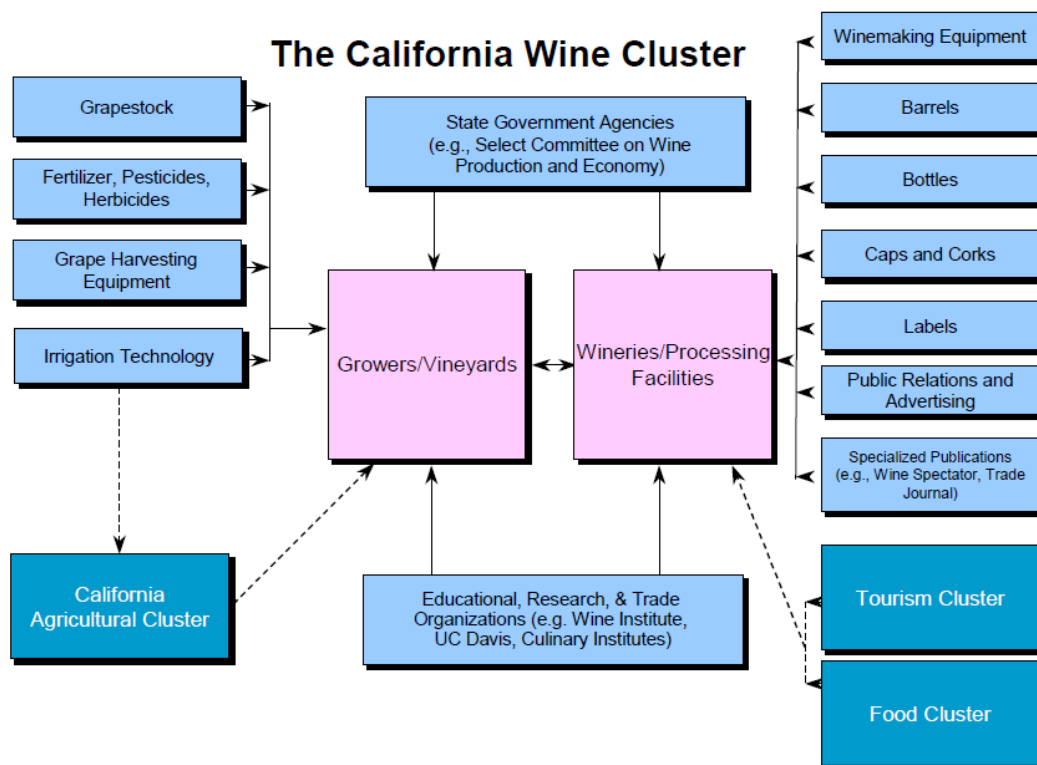 The California Wine Cluster
Grapestock
Fertilizer, Pesticides,
Herbicides
Grape Harvesting
Equipment
Irrigation Technology
State Government Agencies
(e.g., Select Committee on Wine
Production and Economy)
Growers/Vineyards
Wineries/Processing
Facilities
Educational, Research, & Trade
Organizations (e.g. Wine Institute,
UC Davis, Culinary Institutes)
California
Agricultural Cluster
Winemaking Equipment
Barrels
Bottles
Caps and Corks
Labels
Public Relations and
Advertising
Specialized Publications
(e.g., Wine Spectator, Trade
Journal)
Tourism Cluster
Food Cluster